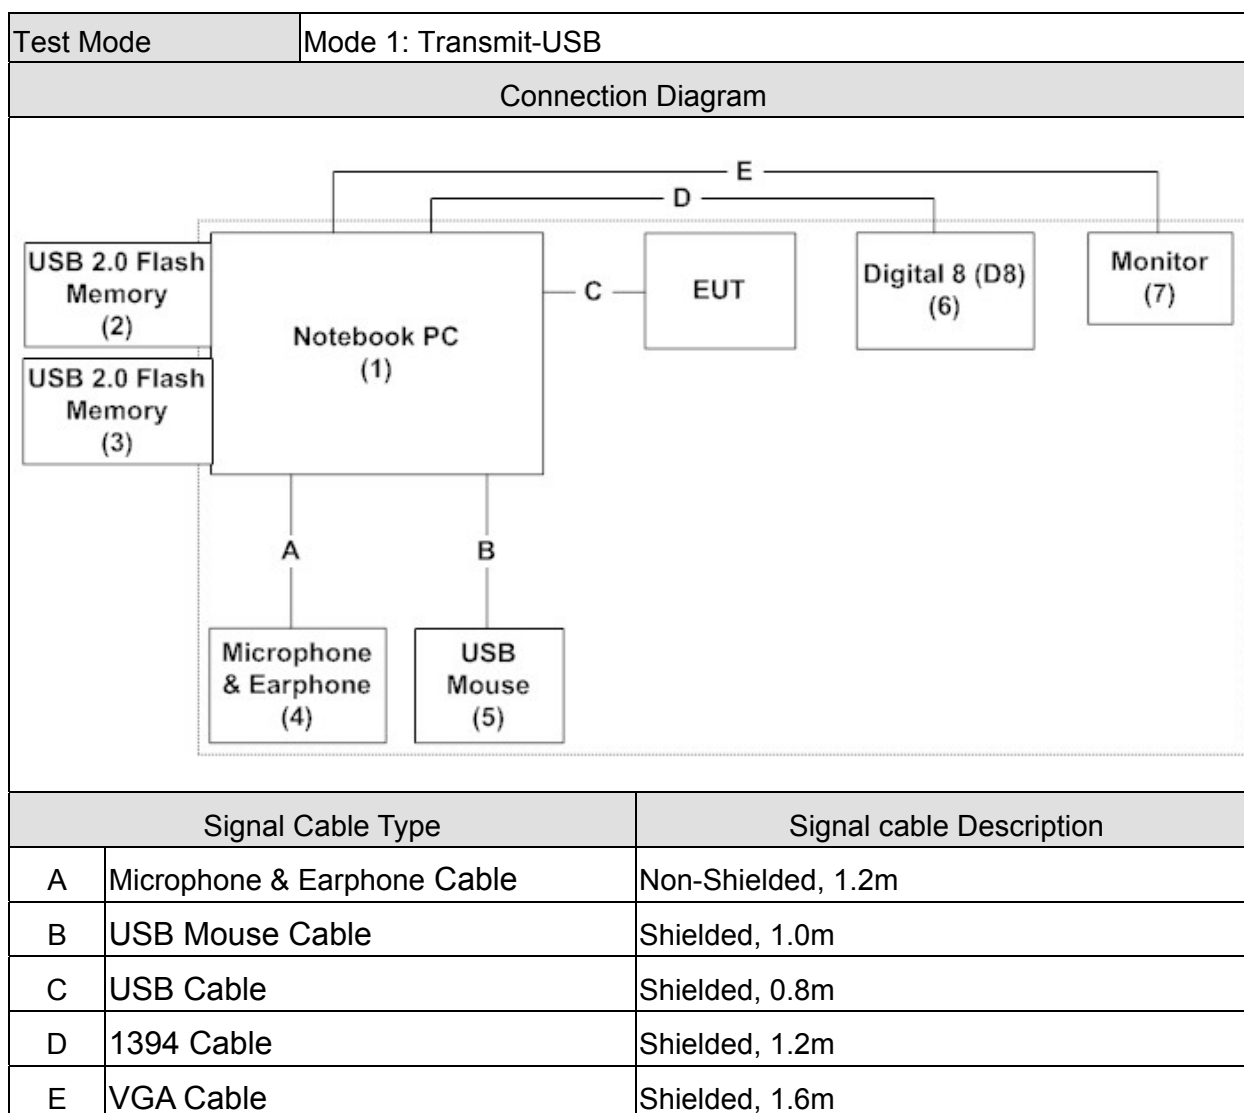 Test Mode Mode 1: Transmit-USB
Connection Diagram
E
D
USB 2.0 Flash
Memory
(2)
USB 2.0 Flash
Memory
(3)
Notebook PC
(1)
C
EUT
Digital 8 (D8)
(6)
Monitor
(7)
A
B
Microphone
& Earphone
(4)
USB
Mouse
(5)
Signal Cable Type Signal cable Description
A Microphone & Earphone Cable Non-Shielded, 1.2m
B USB Mouse Cable Shielded, 1.0m
C USB Cable Shielded, 0.8m
D 1394 Cable Shielded, 1.2m
E VGA Cable Shielded, 1.6m